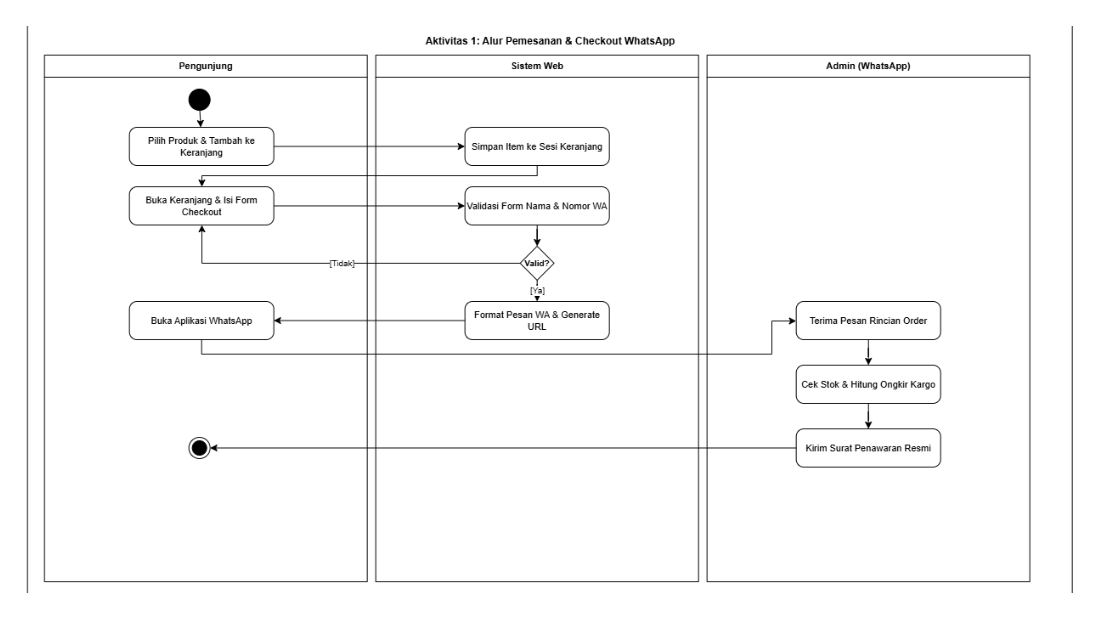 Aktivitas 1: Alur Pemesanan & Checkout WhatsApp
Pengunjung
Sistem Web
Admin (WhatsApp)
Pilih Produk & Tambah ke
Keranjang
Simpan Item ke Sesi Keranjang
Buka Keranjang & Isi Form
Checkout
Validasi Form Nama & Nomor WA
Valid?
[Tidak]
[Ya]
Buka Aplikasi WhatsApp
Format Pesan WA & Generate
URL
Terima Pesan Rincian Order
Cek Stok & Hitung Ongkir Kargo
Kirim Surat Penawaran Resmi